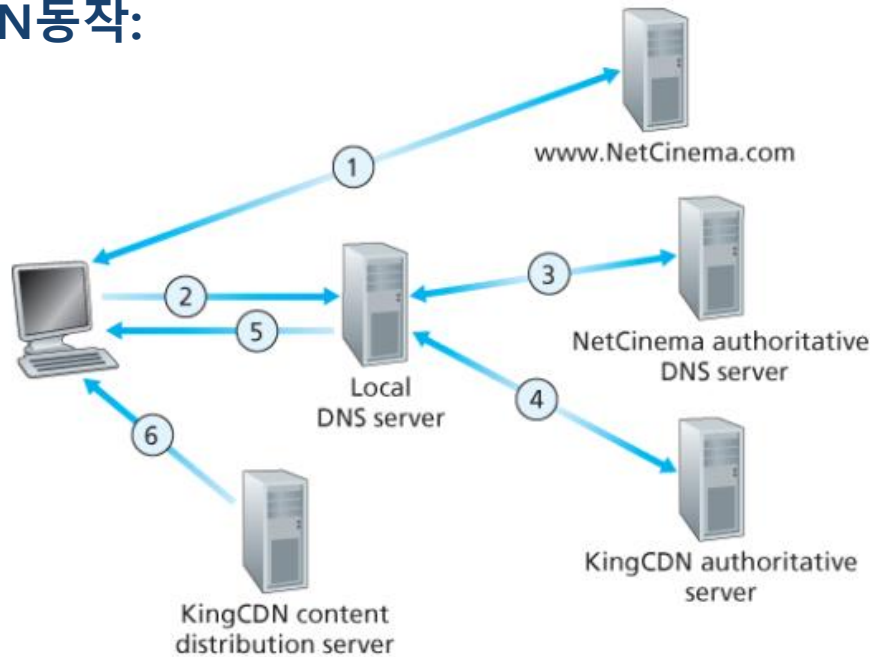 N동작:
www.NetCinema.com
1
2
3
5
NetCinema authoritative
DNS server
Local
DNS server
4
6
KingCDN authoritative
server
KingCDN content
distribution server